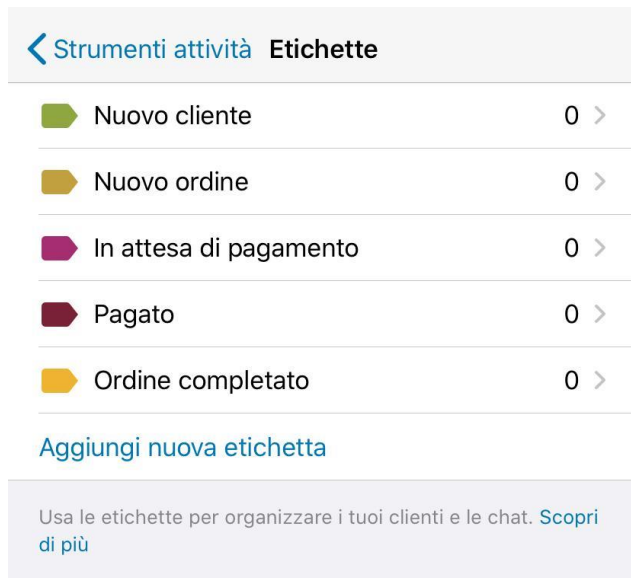 Strumenti attività Etichette
Nuovo cliente 0
Nuovo ordine 0
In attesa di pagamento 0
Pagato 0
Ordine completato 0
Aggiungi nuova etichetta
Usa le etichette per organizzare i tuoi clienti e le chat. Scopri
di più